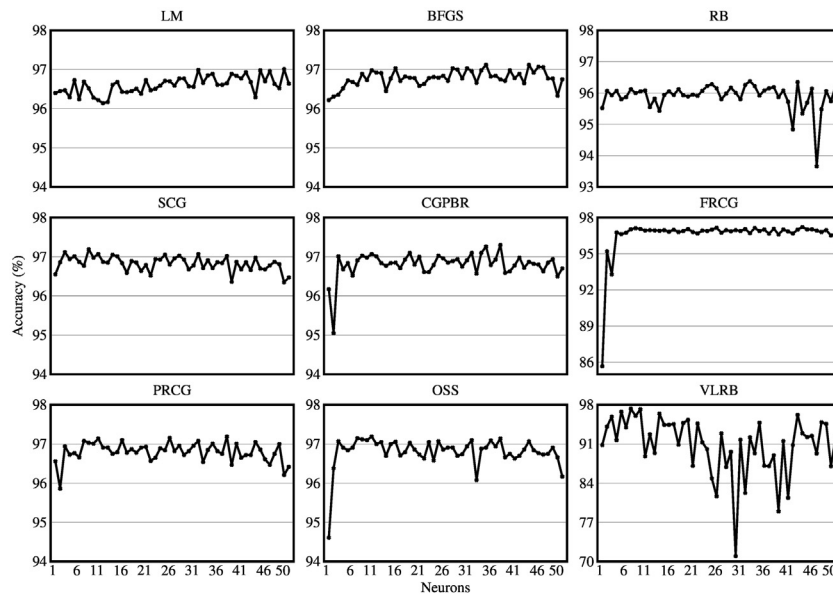 LM BFGS RB
98 98 98
97 97 97
96 96 96
95 95 95
94 94 94
93
SCG CGPBR FRCG
98 98 98
97 97 95
96 96 92
95 95 89
94 94 86
Accuracy (%)
PRCG OSS VLRB
98 98 98
97 97 91
96 96 84
95 95 77
94 94 70
1 6 11 16 21 26 31 36 41 46 50 1 6 11 16 21 26 31 36 41 46 50 1 6 11 16 21 26 31 36 41 46 50
Neurons